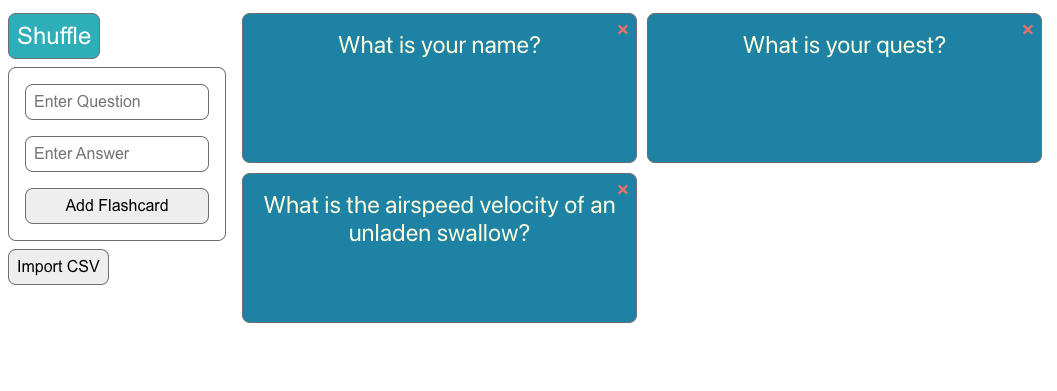 Shuffle
Enter Question
Enter Answer
Add Flashcard
Import CSV
What is your name?
×
What is your quest?
×
What is the airspeed velocity of an
unladen swallow?
×